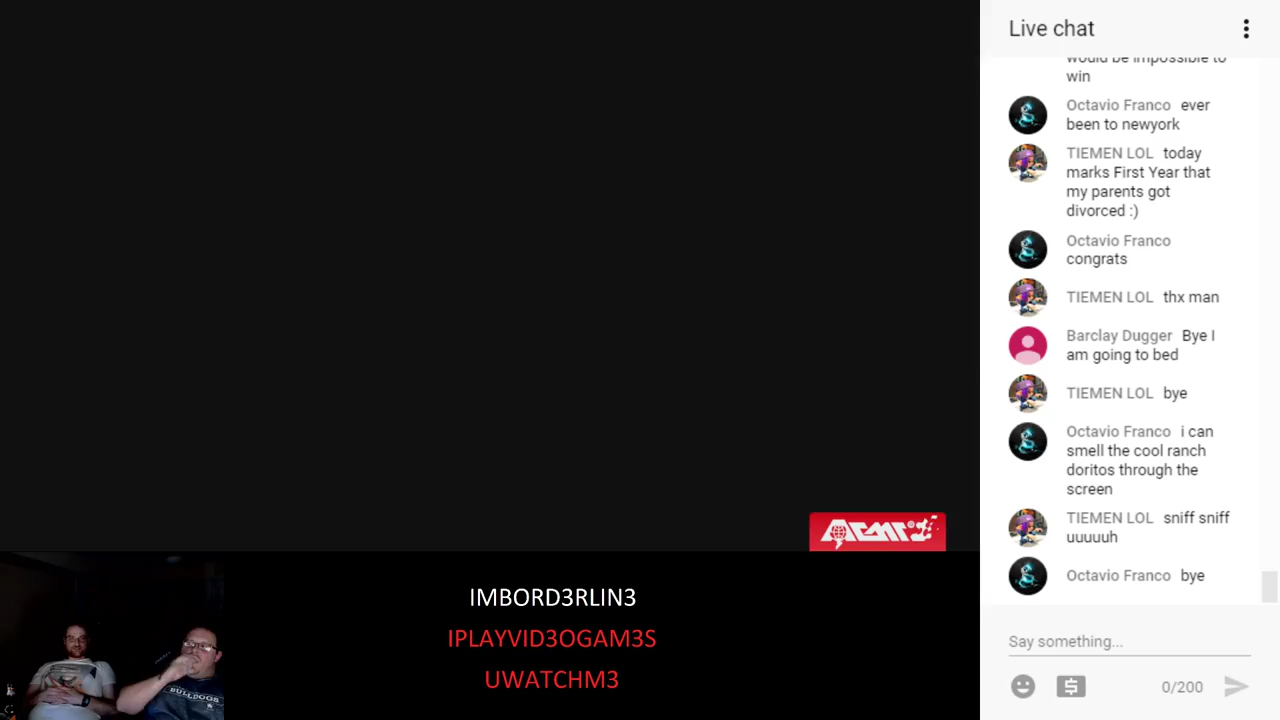 Live chat
would be impossible to
win
Octavio Franco ever
been to newyork
TIEMEN LOL today
marks First Year that
my parents got
divorced :)
Octavio Franco
congrats
TIEMEN LOL thx man
Barclay Dugger Bye I
am going to bed
TIEMEN LOL bye
Octavio Franco i can
smell the cool ranch
doritos through the
screen
TIEMEN LOL sniff sniff
uuuuuh
Octavio Franco bye
Say something...
0/200
IMBORD3RLIN3
IPLAYVID3OGAM3S
UWATCHM3
BULLDOGS